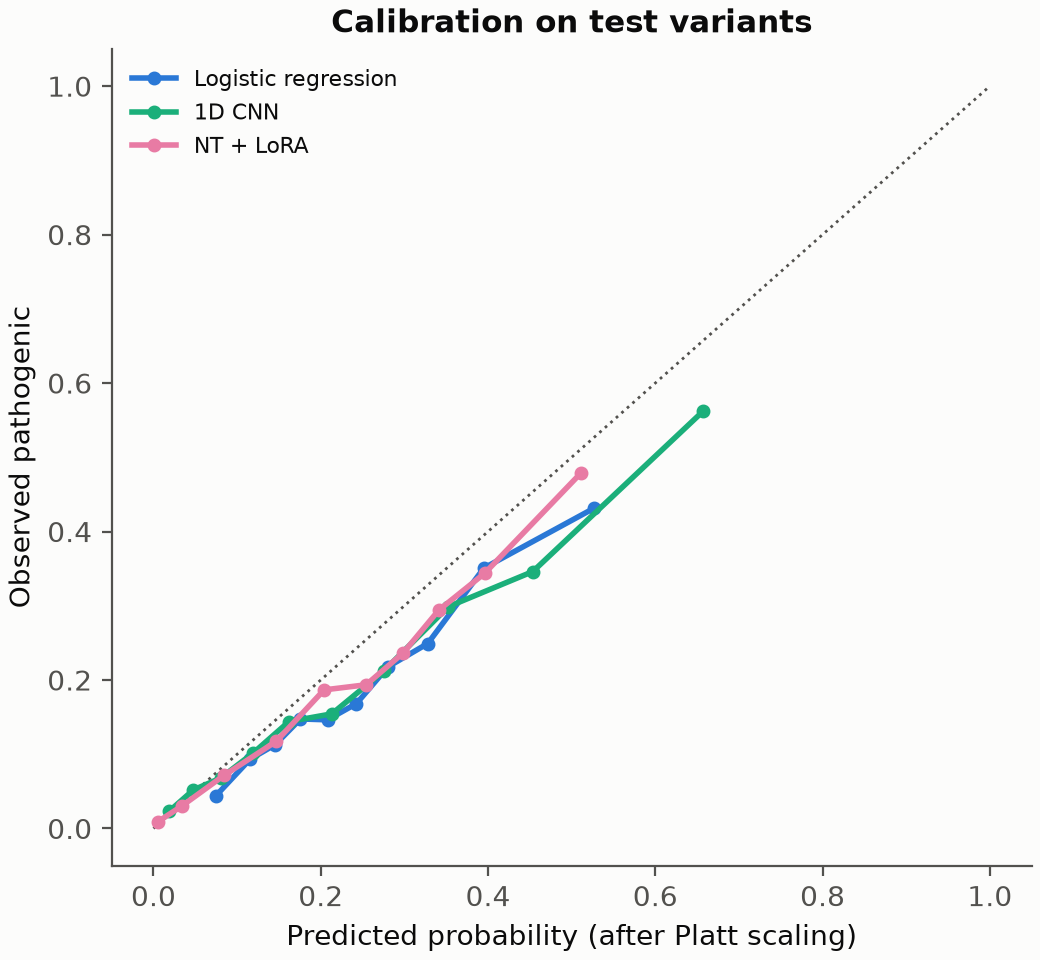 Calibration on test variants
Logistic regression
1D CNN
NT + LoRA
Observed pathogenic
1.0
0.8
0.6
0.4
0.2
0.0
0.0 0.2 0.4 0.6 0.8 1.0
Predicted probability (after Platt scaling)